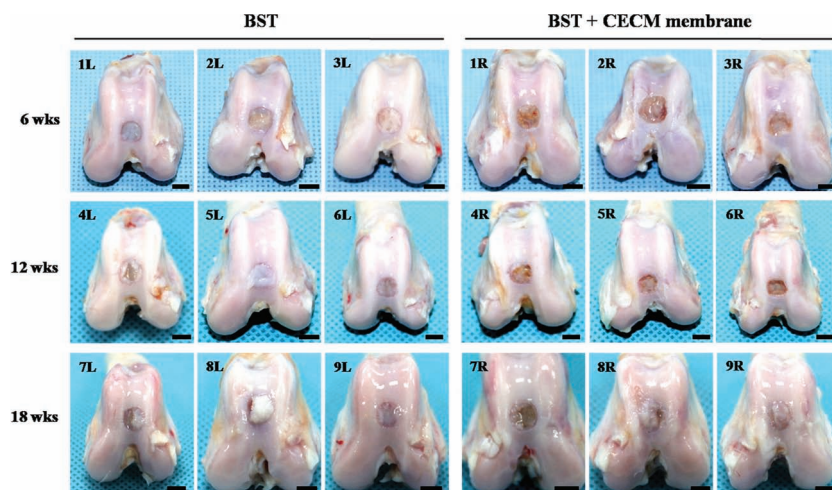 BST
BST + CECM membrane
6 wks
1L
2L
3L
1R
2R
3R
12 wks
4L
5L
6L
4R
5R
6R
18 wks
7L
8L
9L
7R
8R
9R